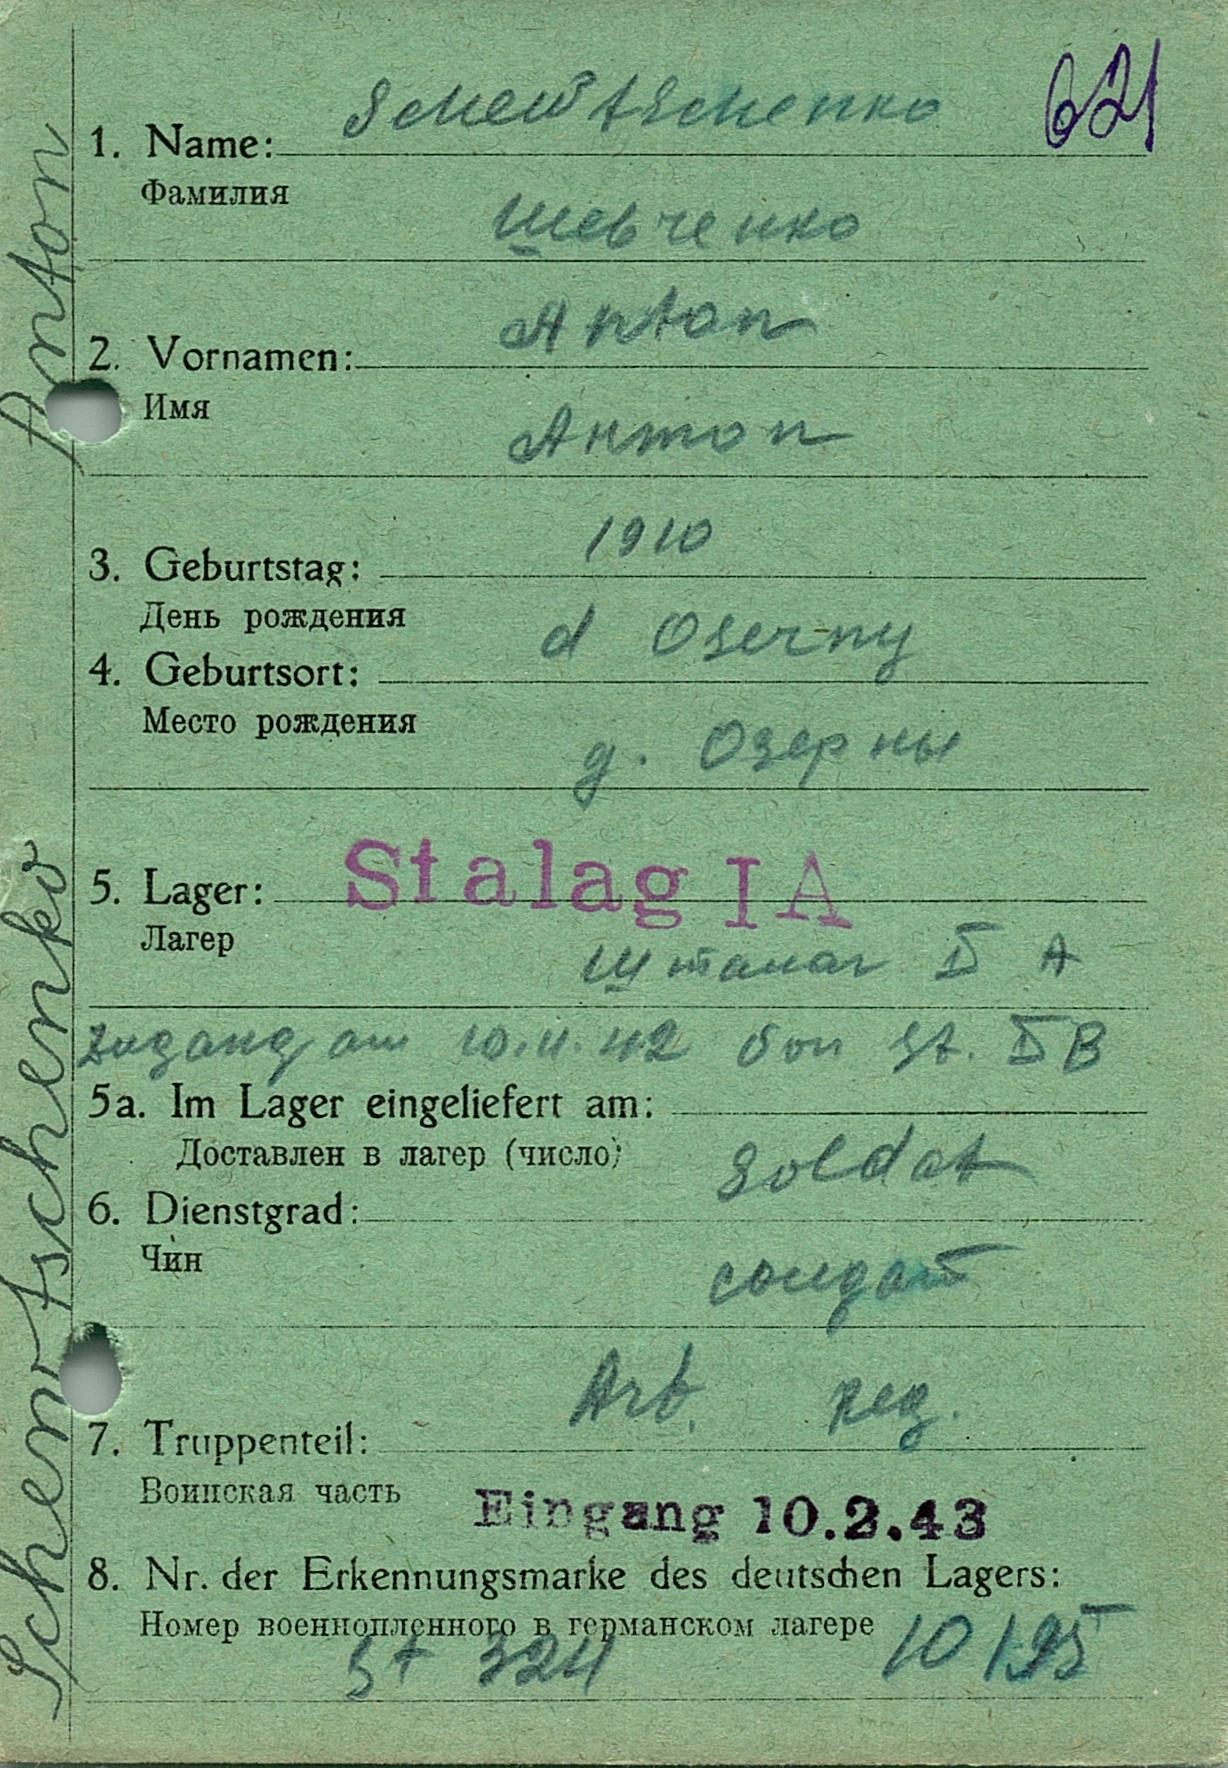 621
1. Name: Schewtschenko
Фамилия
Шевченко
2. Vornamen: Anton
Имя
Антон
3. Geburtstag: 1910
День рождения
4. Geburtsort: d Oserny
Место рождения
д. Озерны
5. Lager: Stalag IA
Лагер
Шталаг I A
Zugang am 10.11.42 von St. I B
5a. Im Lager eingeliefert am:
Доставлен в лагер (число)
6. Dienstgrad: Soldat
Чин
солдат
7. Truppenteil: Art. Reg.
Воинская часть
Eingang 10.2.43
8. Nr. der Erkennungsmarke des deutschen Lagers:
Номер военнопленного в германском лагере
St 324 10195
Schewtschenko Anton